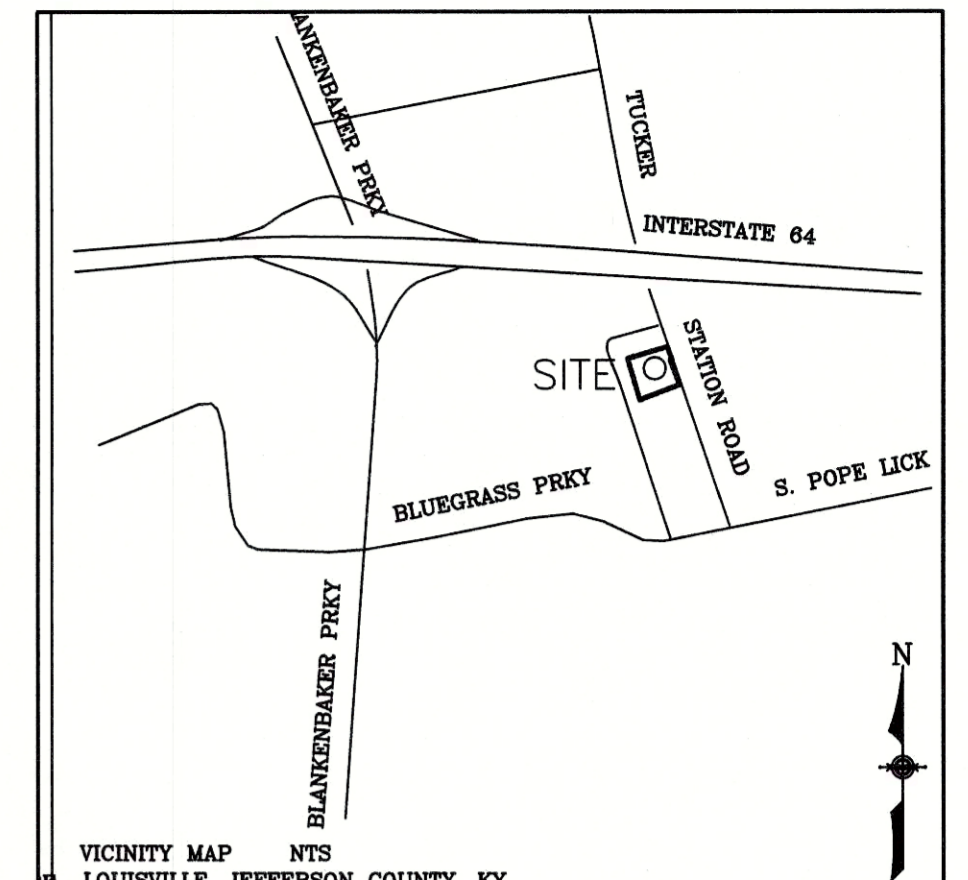 ANKENBAKER PRKY
TUCKER
INTERSTATE 64
SITE
STATION ROAD
S. POPE LICK
BLUEGRASS PRKY
BLANKENBAKER PRKY
N
VICINITY MAP NTS
LOUISVILLE, JEFFERSON COUNTY, KY